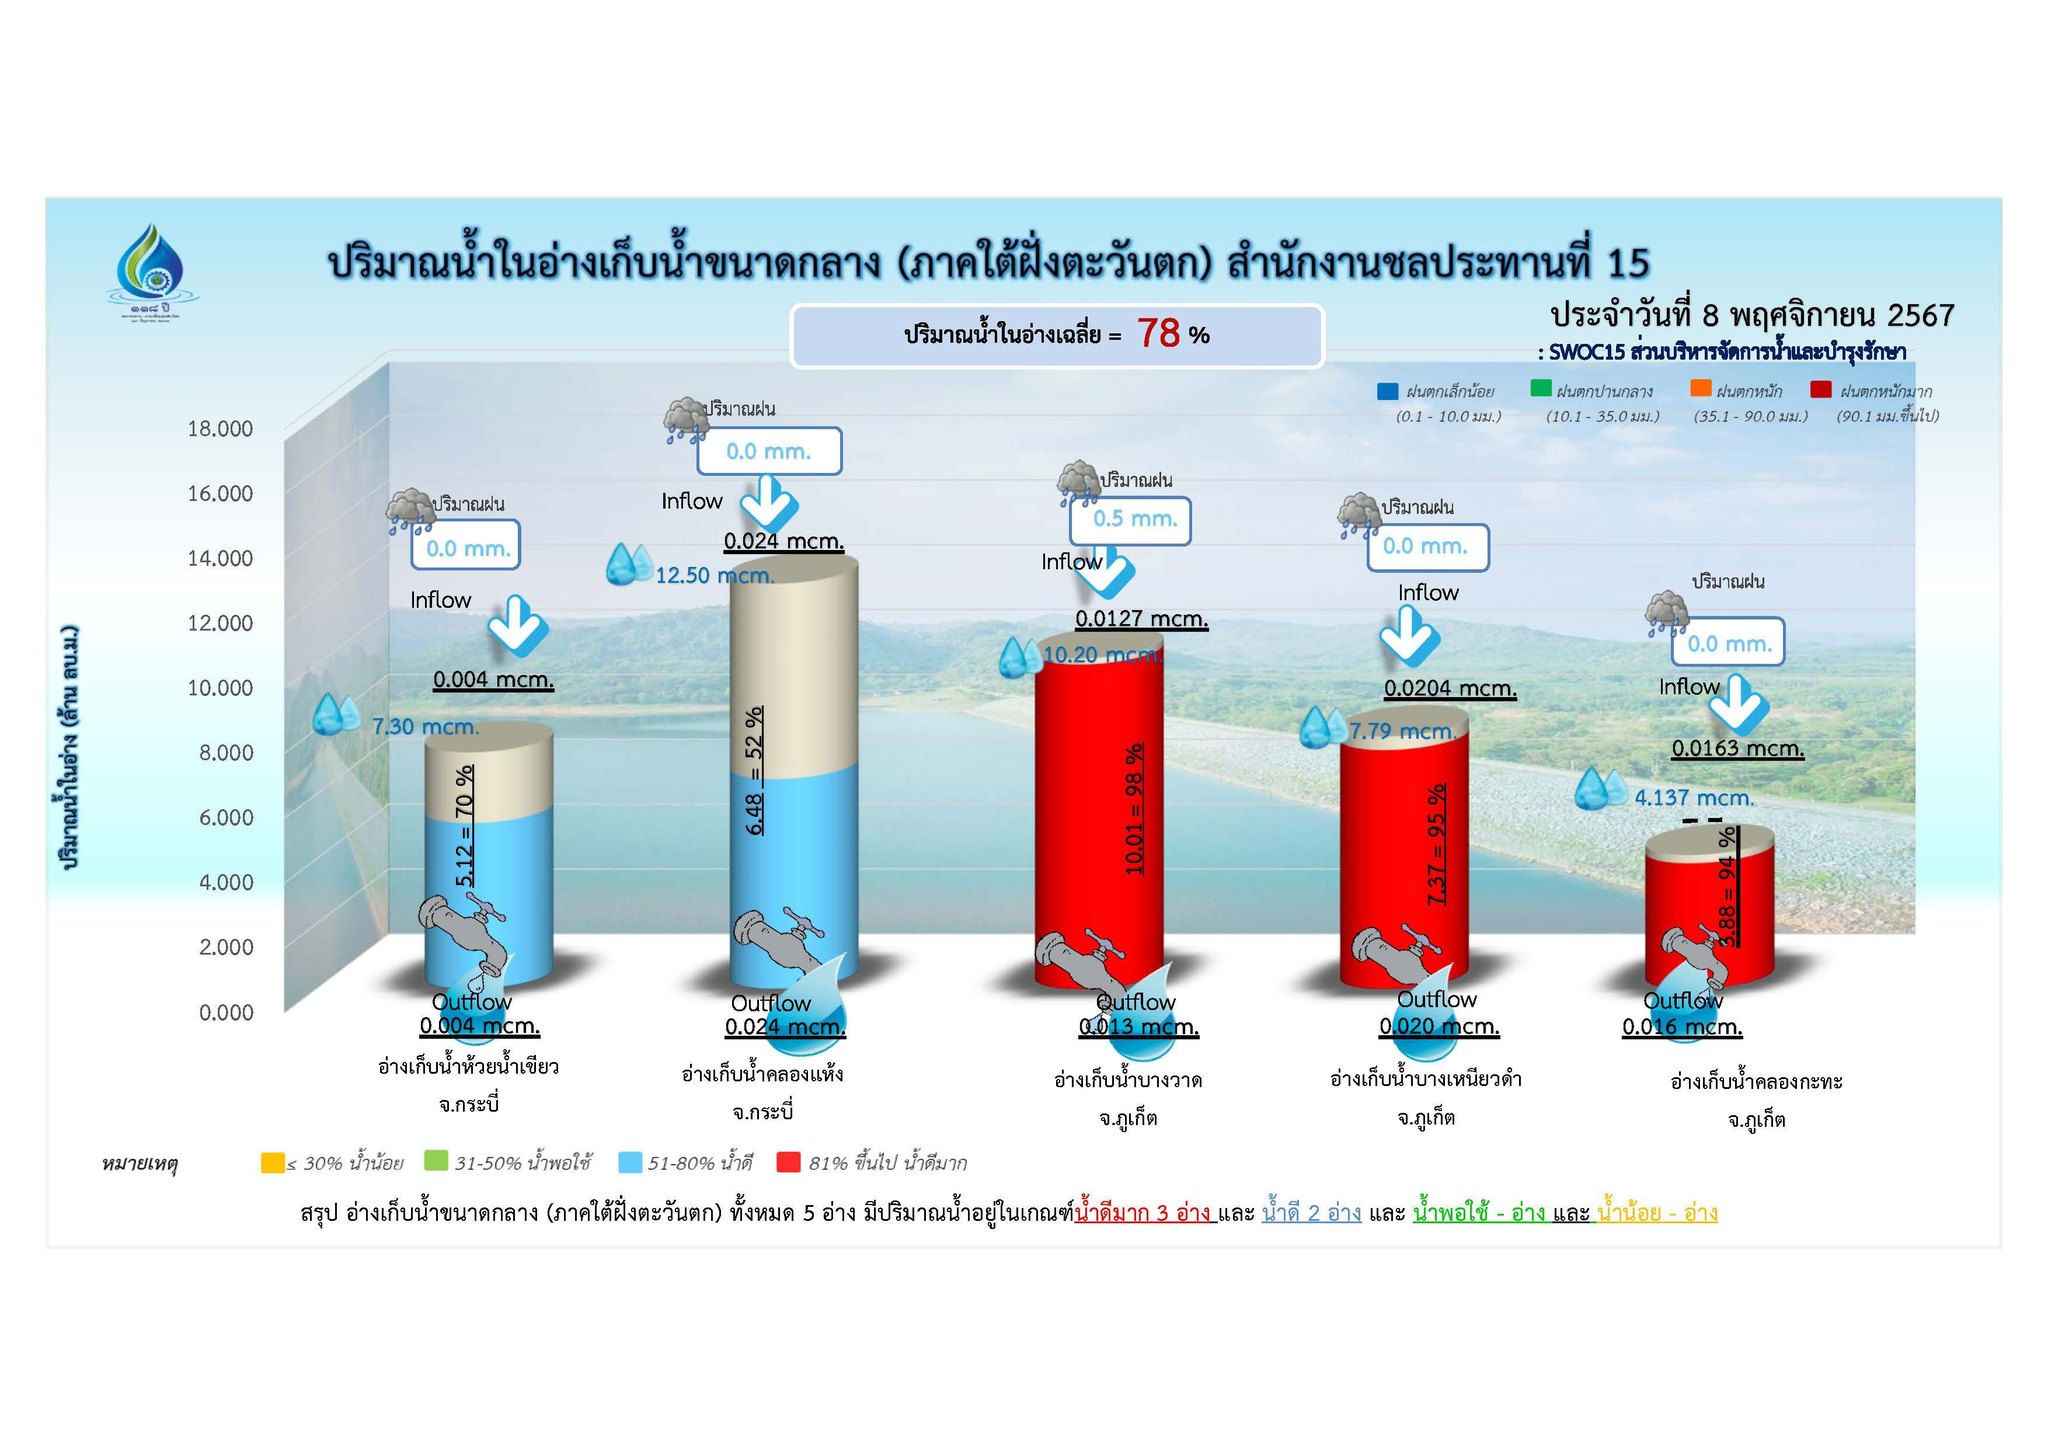 ปริมาณน้ำในอ่างเก็บน้ำขนาดกลาง (ภาคใต้ฝั่งตะวันตก) สำนักงานชลประทานที่ 15
๑๑๘ ปี
ปริมาณน้ำในอ่างเฉลี่ย = 78 %
ประจำวันที่ 8 พฤศจิกายน 2567
: SWOC15 ส่วนบริหารจัดการน้ำและบำรุงรักษา
ฝนตกเล็กน้อย ฝนตกปานกลาง ฝนตกหนัก ฝนตกหนักมาก
(0.1 - 10.0 มม.) (10.1 - 35.0 มม.) (35.1 - 90.0 มม.) (90.1 มม.ขึ้นไป)
ปริมาณน้ำในอ่าง (ล้าน ลบ.ม.)
18.000
16.000
14.000
12.000
10.000
8.000
6.000
4.000
2.000
0.000
ปริมาณฝน
0.0 mm.
Inflow
0.004 mcm.
7.30 mcm.
5.12 = 70 %
Outflow
0.004 mcm.
อ่างเก็บน้ำห้วยน้ำเขียว
จ.กระบี่
ปริมาณฝน
0.0 mm.
Inflow
0.024 mcm.
12.50 mcm.
6.48 = 52 %
Outflow
0.024 mcm.
อ่างเก็บน้ำคลองแห้ง
จ.กระบี่
ปริมาณฝน
0.5 mm.
Inflow
0.0127 mcm.
10.20 mcm.
10.01 = 98 %
Outflow
0.013 mcm.
อ่างเก็บน้ำบางวาด
จ.ภูเก็ต
ปริมาณฝน
0.0 mm.
Inflow
0.0204 mcm.
7.79 mcm.
7.37 = 95 %
Outflow
0.020 mcm.
อ่างเก็บน้ำบางเหนียวดำ
จ.ภูเก็ต
ปริมาณฝน
0.0 mm.
Inflow
0.0163 mcm.
4.137 mcm.
3.88 = 94 %
Outflow
0.016 mcm.
อ่างเก็บน้ำคลองกะทะ
จ.ภูเก็ต
หมายเหตุ ≤ 30% น้ำน้อย 31-50% น้ำพอใช้ 51-80% น้ำดี 81% ขึ้นไป น้ำดีมาก
สรุป อ่างเก็บน้ำขนาดกลาง (ภาคใต้ฝั่งตะวันตก) ทั้งหมด 5 อ่าง มีปริมาณน้ำอยู่ในเกณฑ์น้ำดีมาก 3 อ่าง และ น้ำดี 2 อ่าง และ น้ำพอใช้ - อ่าง และ น้ำน้อย - อ่าง